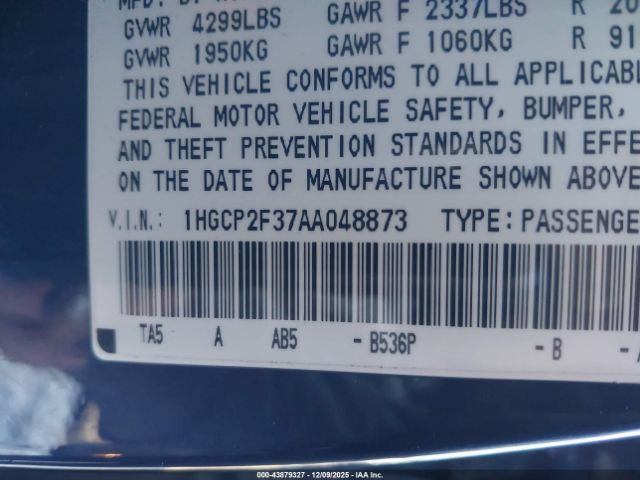 GVWR 4299LBS GAWR F 2337LBS R
GVWR 1950KG GAWR F 1060KG R
THIS VEHICLE CONFORMS TO ALL
FEDERAL MOTOR VEHICLE SAFETY, BUMPER,
AND THEFT PREVENTION STANDARDS IN
ON THE DATE OF MANUFACTURE SHOWN ABOVE
V.I.N.: 1HGCP2F37AA048873 TYPE:
TA5 A AB5 -B536P -B
00-43879327 - 12/09/2025 - IAA Inc.